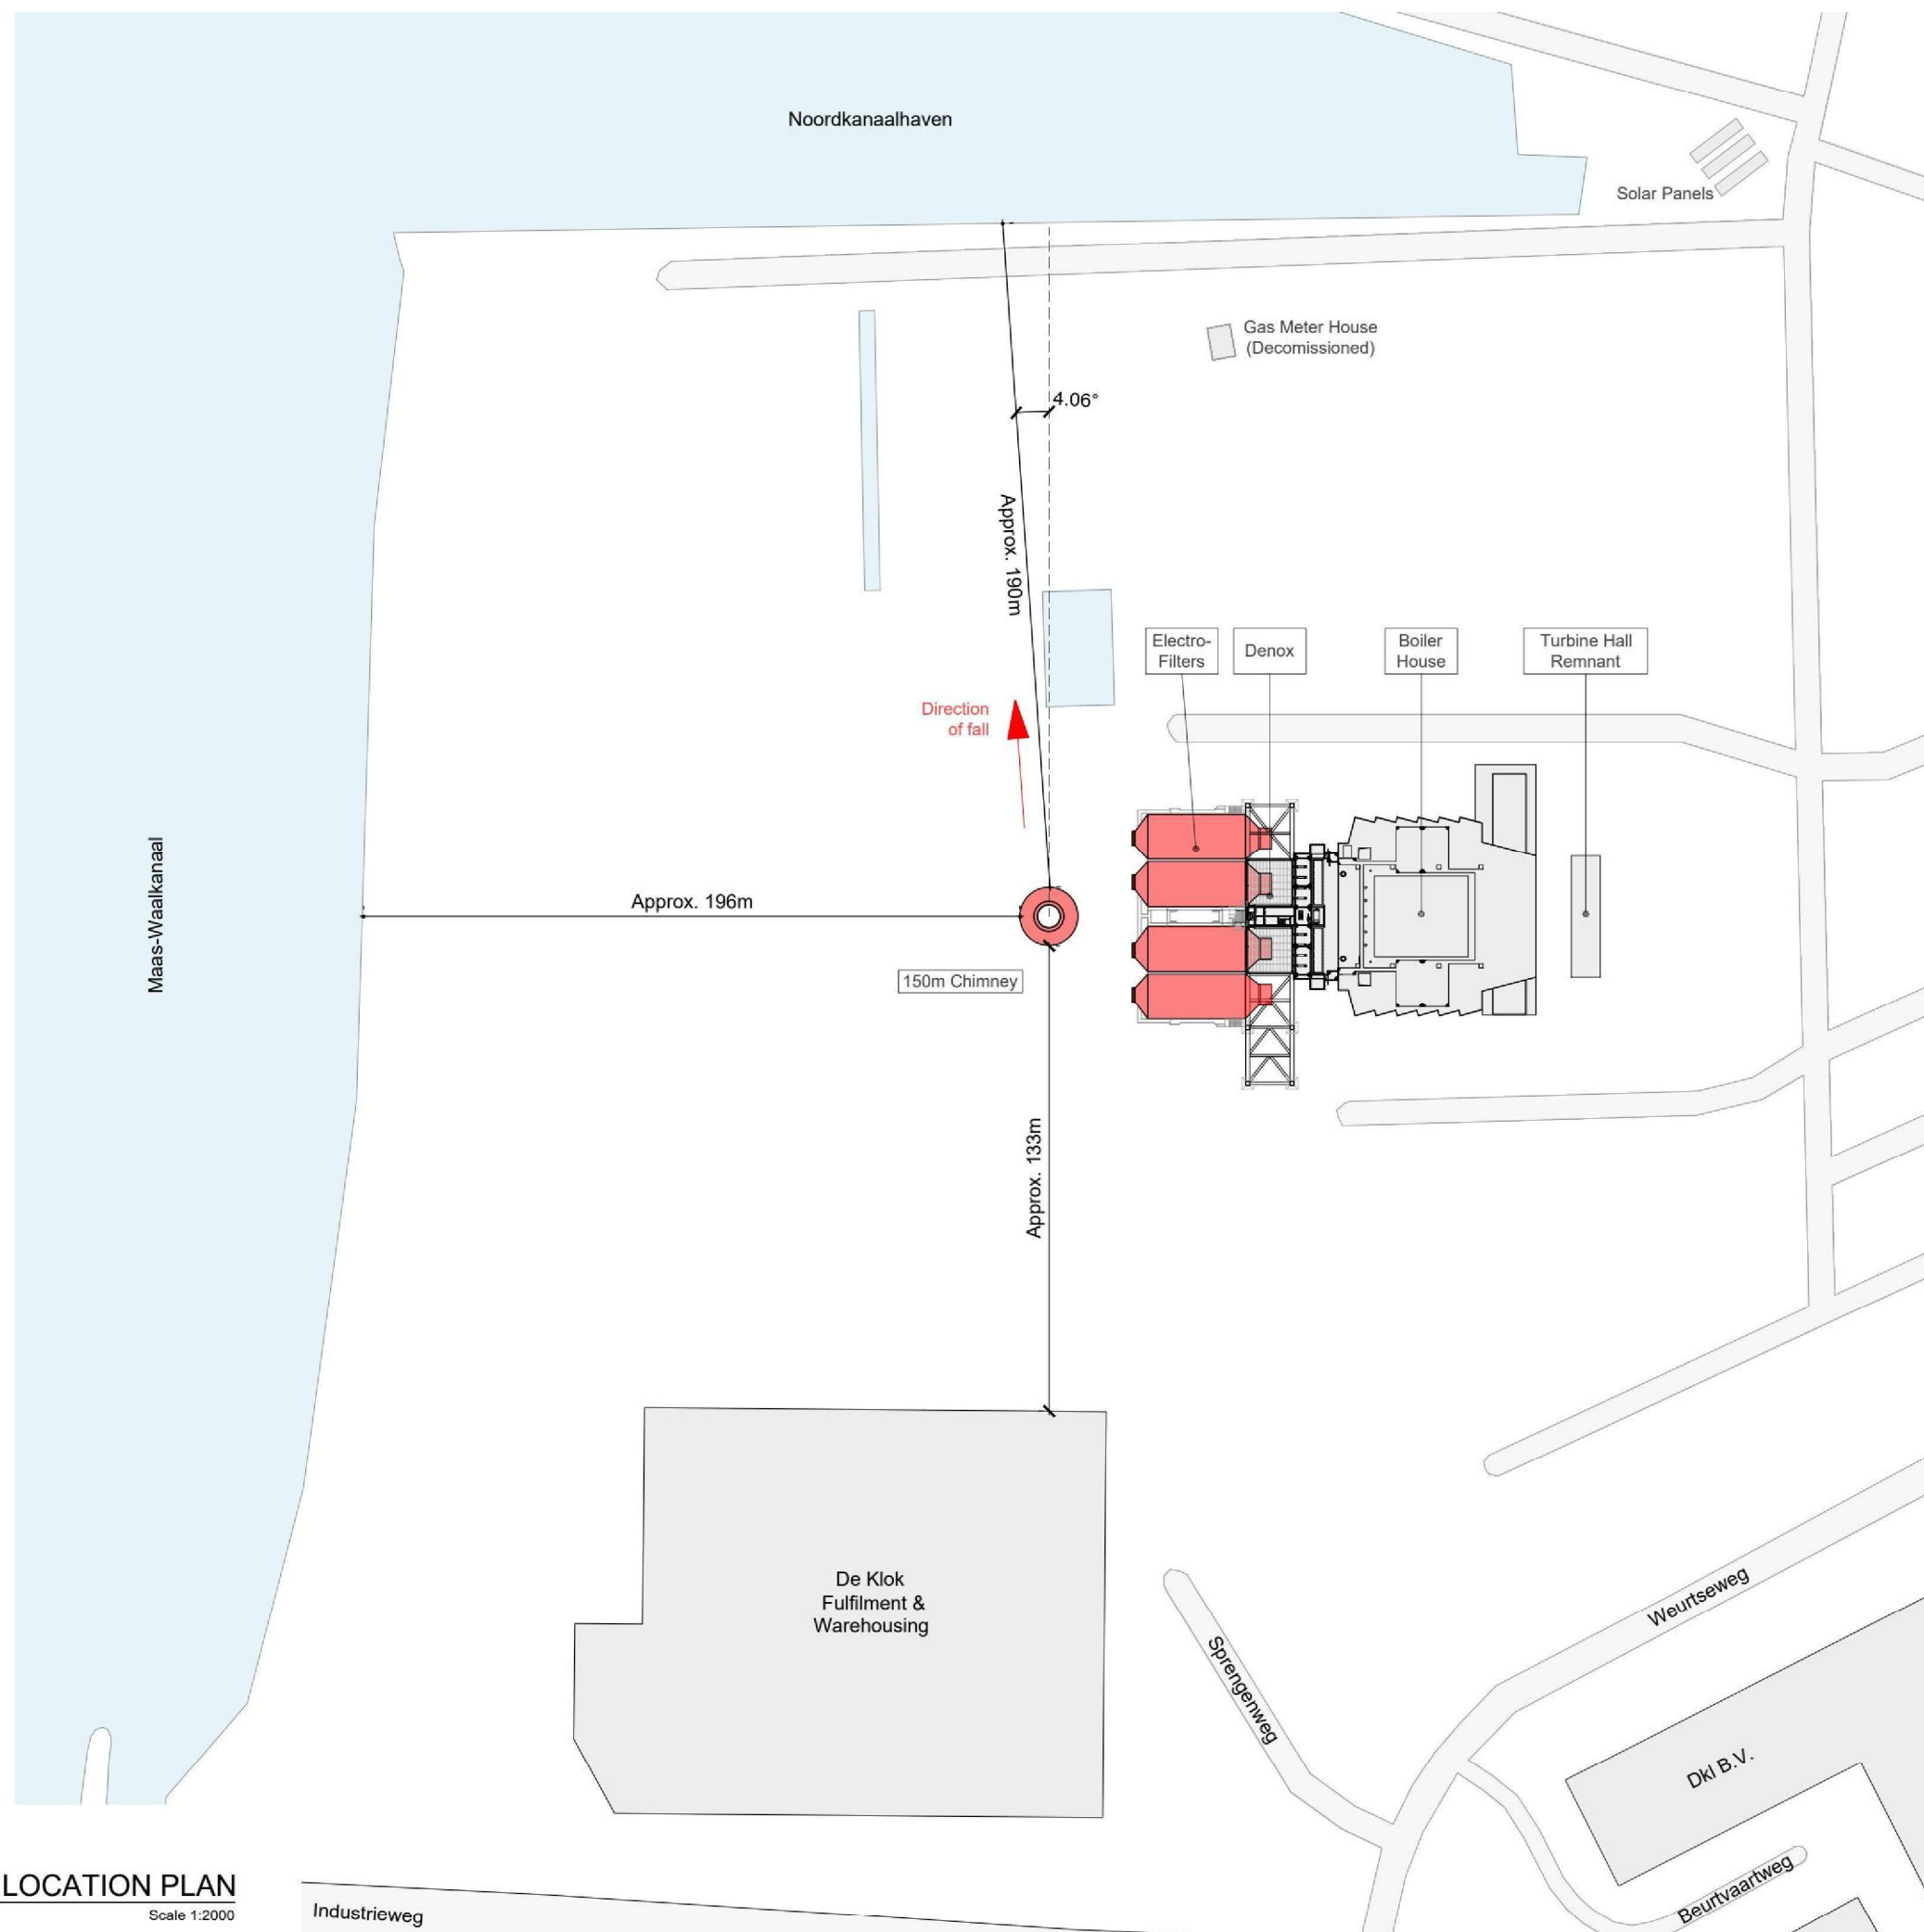 Noordkanaalhaven
Solar Panels
Gas Meter House
(Decomissioned)
4.06°
Approx. 190m
Electro-
Filters
Denox
Boiler
House
Turbine Hall
Remnant
Direction
of fall
Maas-Waalkanaal
Approx. 196m
150m Chimney
Approx. 133m
De Klok
Fulfilment &
Warehousing
Weurtseweg
Sprengenweg
Dkl B.V.
Beurtvaartweg
LOCATION PLAN
Scale 1:2000
Industrieweg